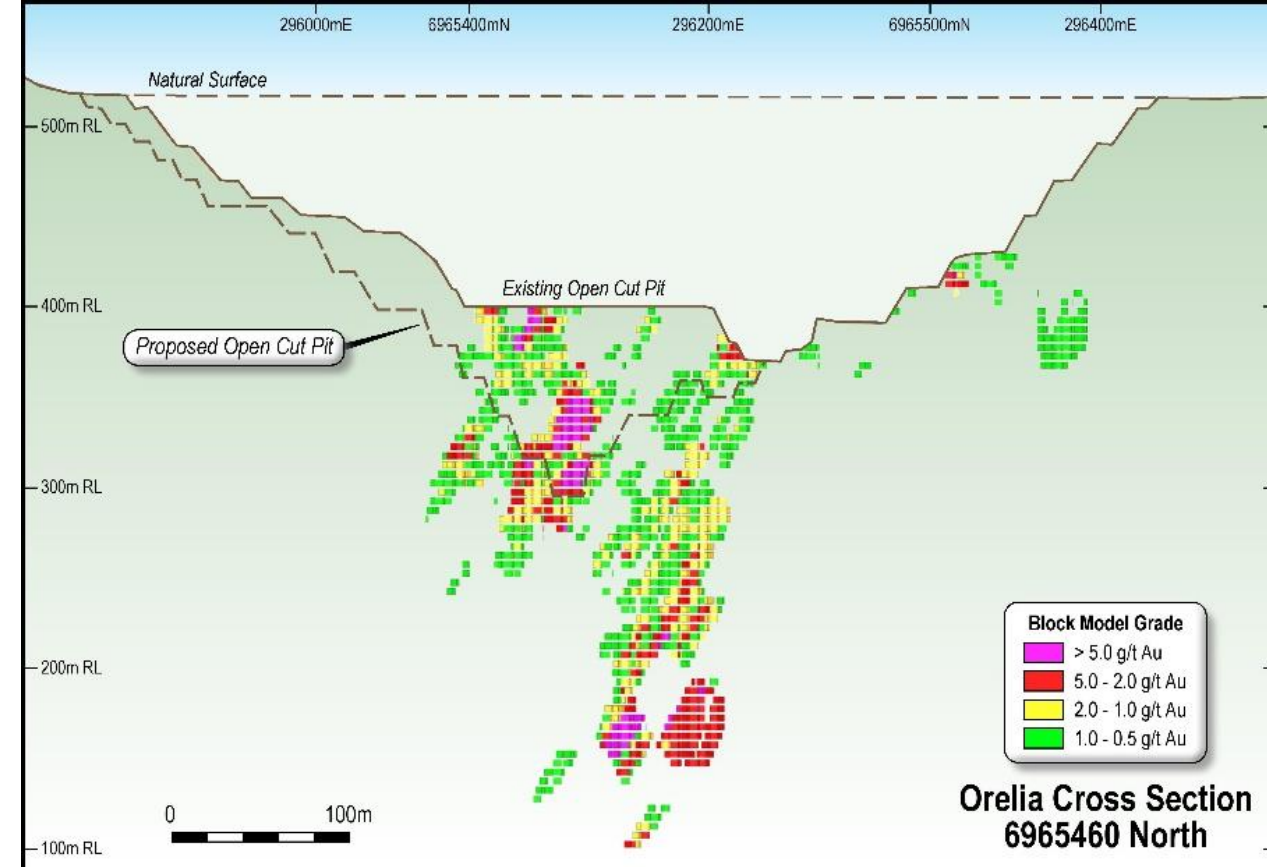 296000mE 6965400mN 296200mE 6965500mN 296400mE
Natural Surface
500m RL
Existing Open Cut Pit
400m RL
Proposed Open Cut Pit
300m RL
Block Model Grade
> 5.0 g/t Au
5.0 - 2.0 g/t Au
2.0 - 1.0 g/t Au
1.0 - 0.5 g/t Au
200m RL
Orelia Cross Section
6965460 North
0 100m
100m RL